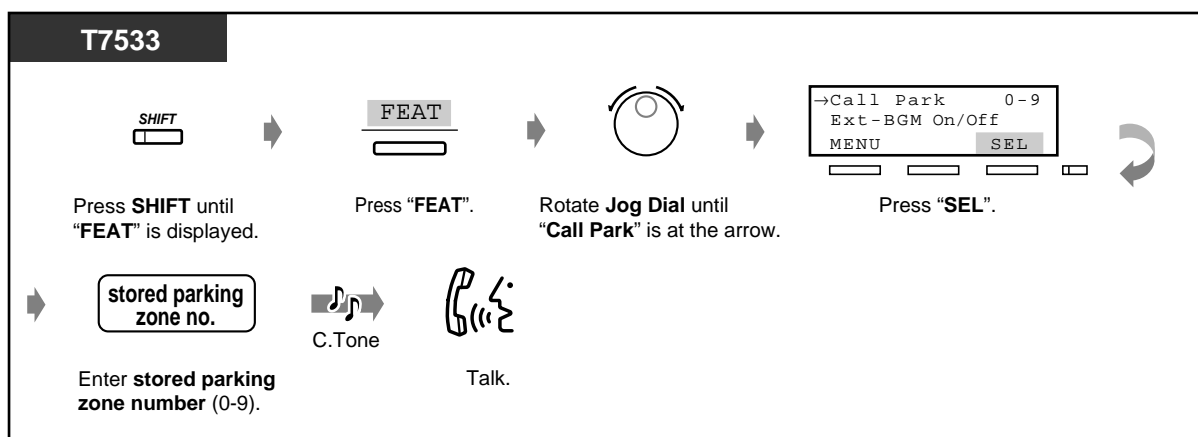 T7533
SHIFT
FEAT
→Call Park 0-9
Ext-BGM On/Off
MENU SEL
Press SHIFT until
“FEAT” is displayed.
Press “FEAT”.
Rotate Jog Dial until
“Call Park” is at the arrow.
Press “SEL”.
stored parking
zone no.
C.Tone
Enter stored parking
zone number (0-9).
Talk.